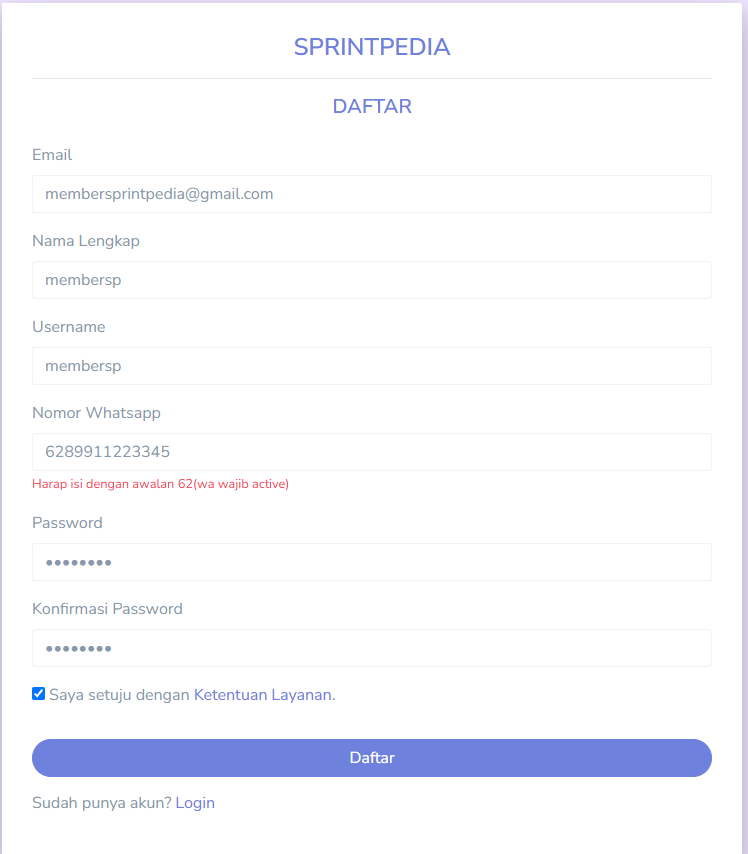 SPRINTPEDIA
DAFTAR
Email
membersprintpedia@gmail.com
Nama Lengkap
membersp
Username
membersp
Nomor Whatsapp
6289911223345
Harap isi dengan awalan 62(wa wajib active)
Password
••••••••
Konfirmasi Password
••••••••
Saya setuju dengan Ketentuan Layanan.
Daftar
Sudah punya akun? Login